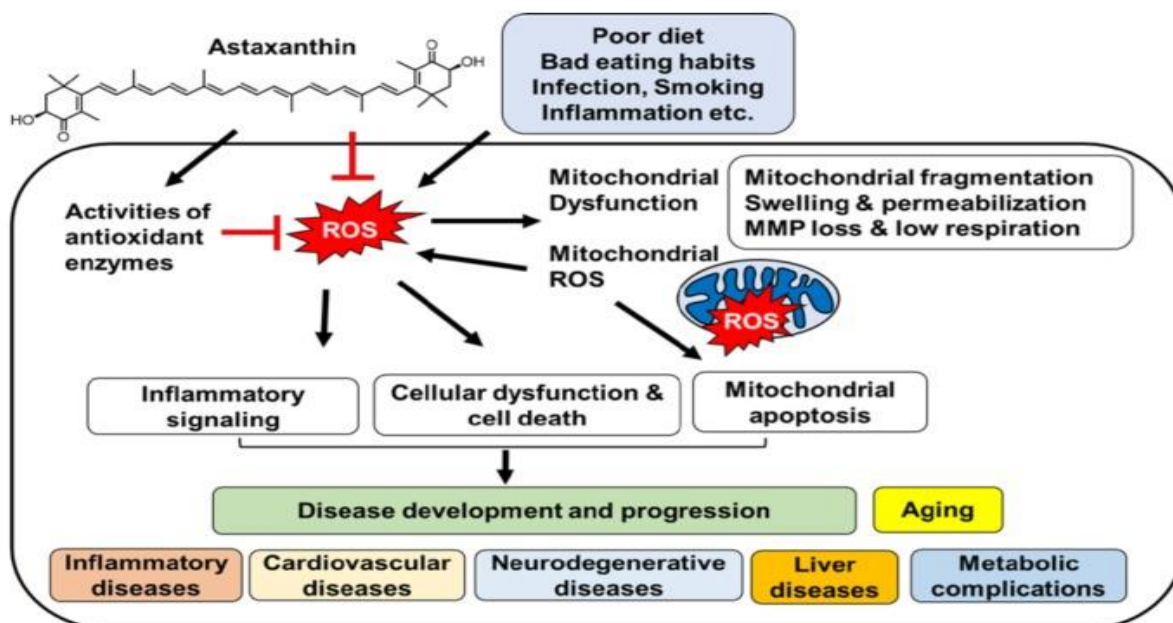 Astaxanthin
OH
HO
O
O
Poor diet
Bad eating habits
Infection, Smoking
Inflammation etc.
Activities of
antioxidant
enzymes
ROS
Mitochondrial
Dysfunction
Mitochondrial fragmentation
Swelling & permeabilization
MMP loss & low respiration
Mitochondrial
ROS
ROS
Inflammatory
signaling
Cellular dysfunction &
cell death
Mitochondrial
apoptosis
Disease development and progression
Aging
Inflammatory
diseases
Cardiovascular
diseases
Neurodegenerative
diseases
Liver
diseases
Metabolic
complications